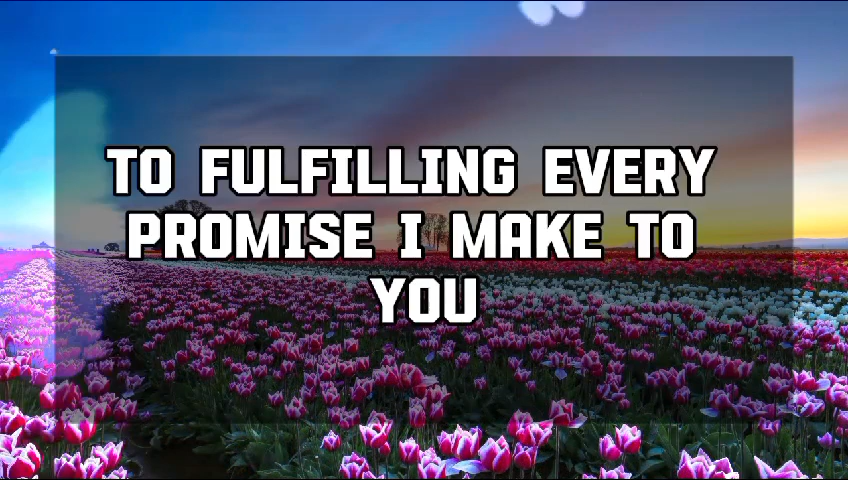 TO FULFILLING EVERY
PROMISE I MAKE TO
YOU